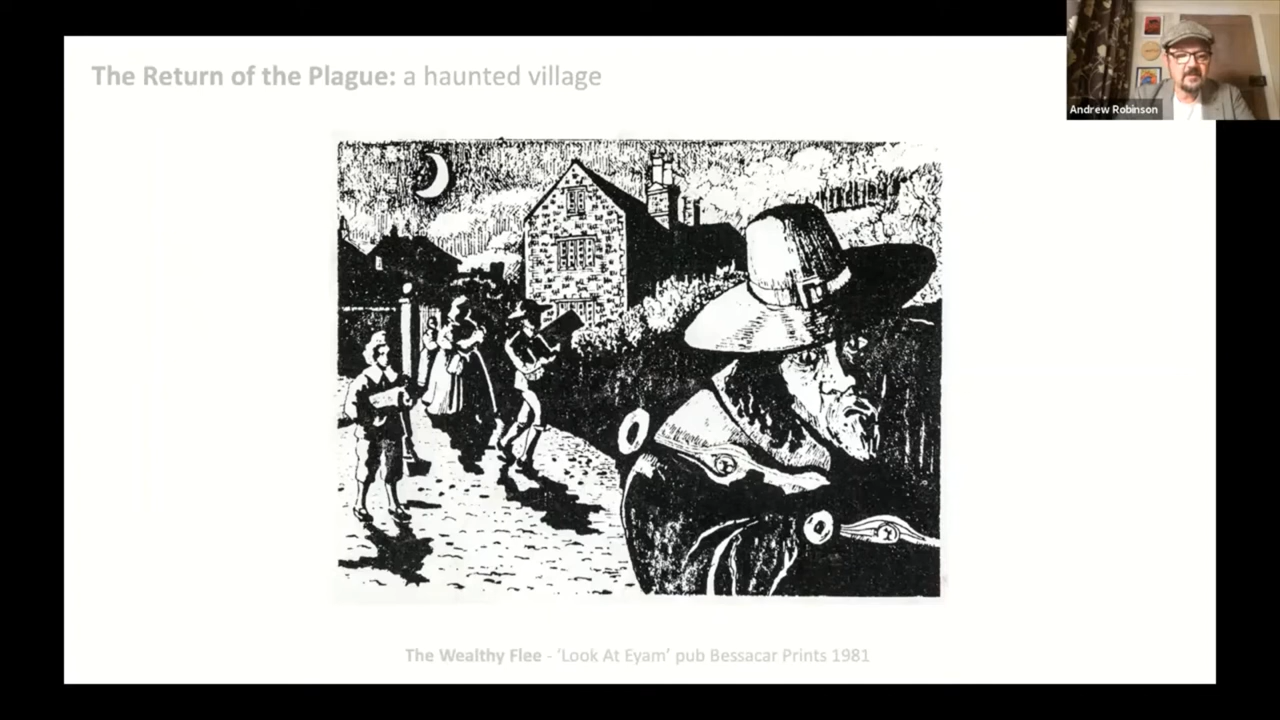 The Return of the Plague: a haunted village
Andrew Robinson
The Wealthy Flee - ‘Look At Eyam’ pub Bessacar Prints 1981